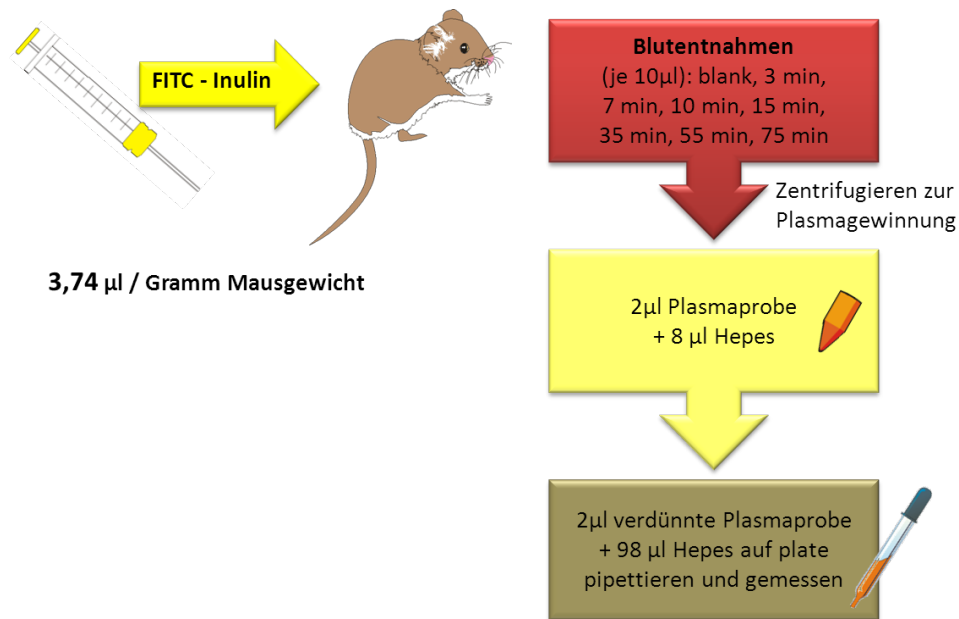 FITC - Inulin
3,74 µl / Gramm Mausgewicht
Blutentnahmen
(je 10µl): blank, 3 min,
7 min, 10 min, 15 min,
35 min, 55 min, 75 min
Zentrifugieren zur
Plasmagewinnung
2µl Plasmaprobe
+ 8 µl Hepes
2µl verdünnte Plasmaprobe
+ 98 µl Hepes auf plate
pipettieren und gemessen